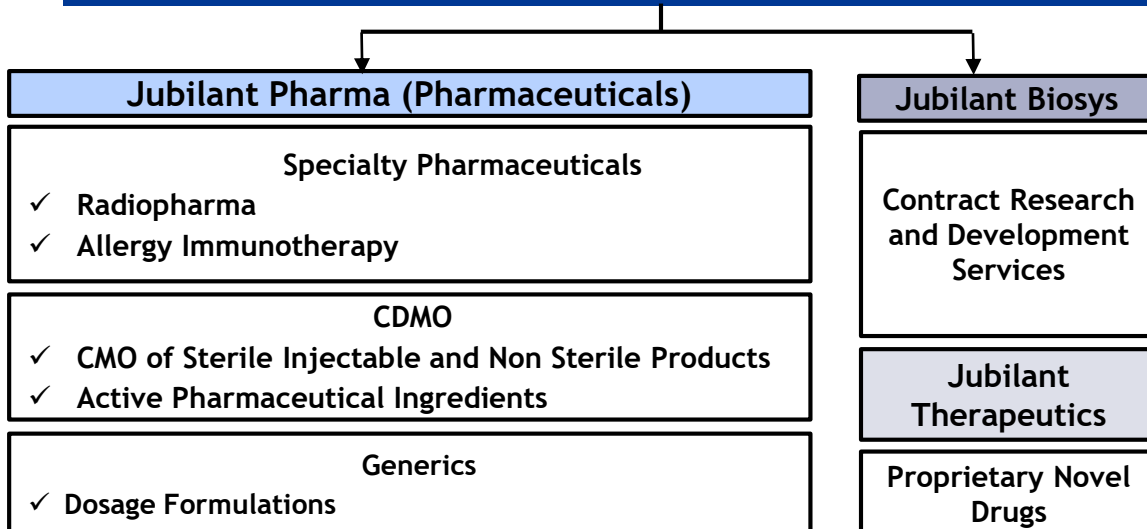 Jubilant Pharma (Pharmaceuticals)
Specialty Pharmaceuticals
✓ Radiopharma
✓ Allergy Immunotherapy
CDMO
✓ CMO of Sterile Injectable and Non Sterile Products
✓ Active Pharmaceutical Ingredients
Generics
✓ Dosage Formulations
Jubilant Biosys
Contract Research
and Development
Services
Jubilant
Therapeutics
Proprietary Novel
Drugs